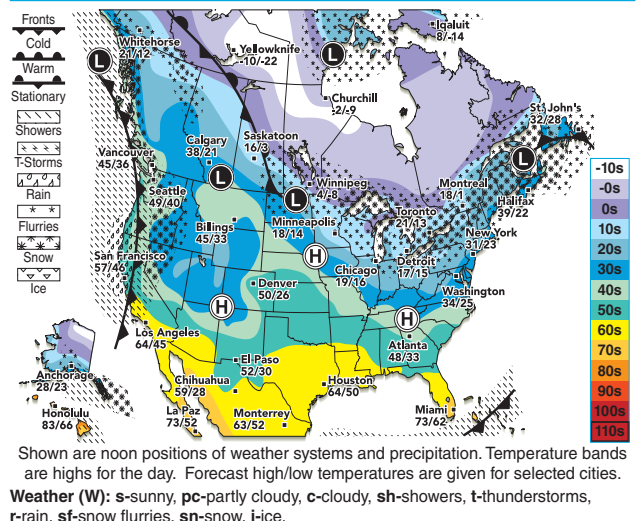 Fronts
Cold
Warm
Stationary
Showers
T-Storms
Rain
Flurries
Snow
Ice
Whitehorse
21/12
Yellowknife
-10/-22
Iqaluit
8/-14
L
L
Churchill
-2/-9
St. John's
32/28
Vancouver
45/36
Calgary
38/21
Saskatoon
16/3
L
L
L
Winnipeg
4/-8
Montreal
18/1
Halifax
39/22
Seattle
49/40
Billings
45/33
Minneapolis
18/14
Toronto
21/13
New York
31/23
San Francisco
57/46
H
Chicago
19/16
Detroit
17/15
Washington
34/25
Denver
50/26
H
H
Los Angeles
64/45
Atlanta
48/33
El Paso
52/30
Anchorage
28/23
Chihuahua
59/28
Houston
64/50
Honolulu
83/66
La Paz
73/52
Monterrey
63/52
Miami
73/62
-10s
-0s
0s
10s
20s
30s
40s
50s
60s
70s
80s
90s
100s
110s
Shown are noon positions of weather systems and precipitation. Temperature bands
are highs for the day. Forecast high/low temperatures are given for selected cities.
Weather (W): s-sunny, pc-partly cloudy, c-cloudy, sh-showers, t-thunderstorms,
r-rain, sf-snow flurries, sn-snow, i-ice.